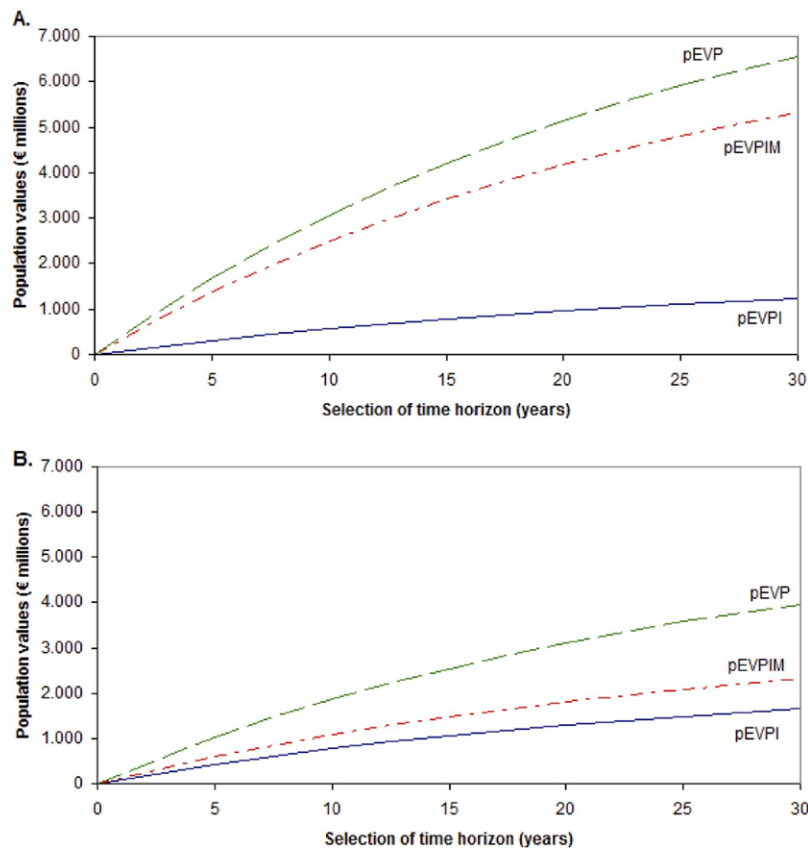 A.
7.000
6.000
5.000
4.000
3.000
2.000
1.000
0
Population values (€ millions)
pEVP
pEVPIM
pEVPI
0 5 10 15 20 25 30
Selection of time horizon (years)
B.
7.000
6.000
5.000
4.000
3.000
2.000
1.000
0
Population values (€ millions)
pEVP
pEVPIM
pEVPI
0 5 10 15 20 25 30
Selection of time horizon (years)